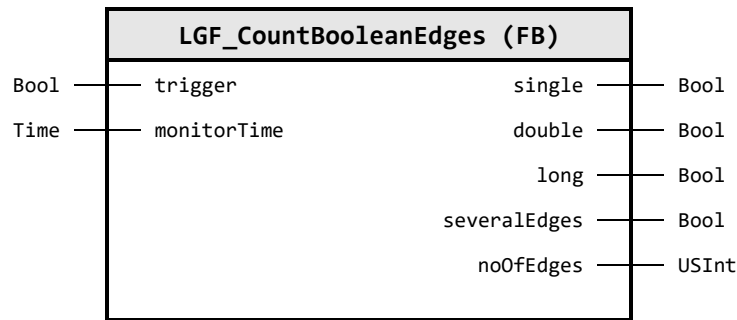 LGF_CountBooleanEdges (FB)
Bool trigger single Bool
Time monitorTime double Bool
long Bool
severalEdges Bool
noOfEdges USInt